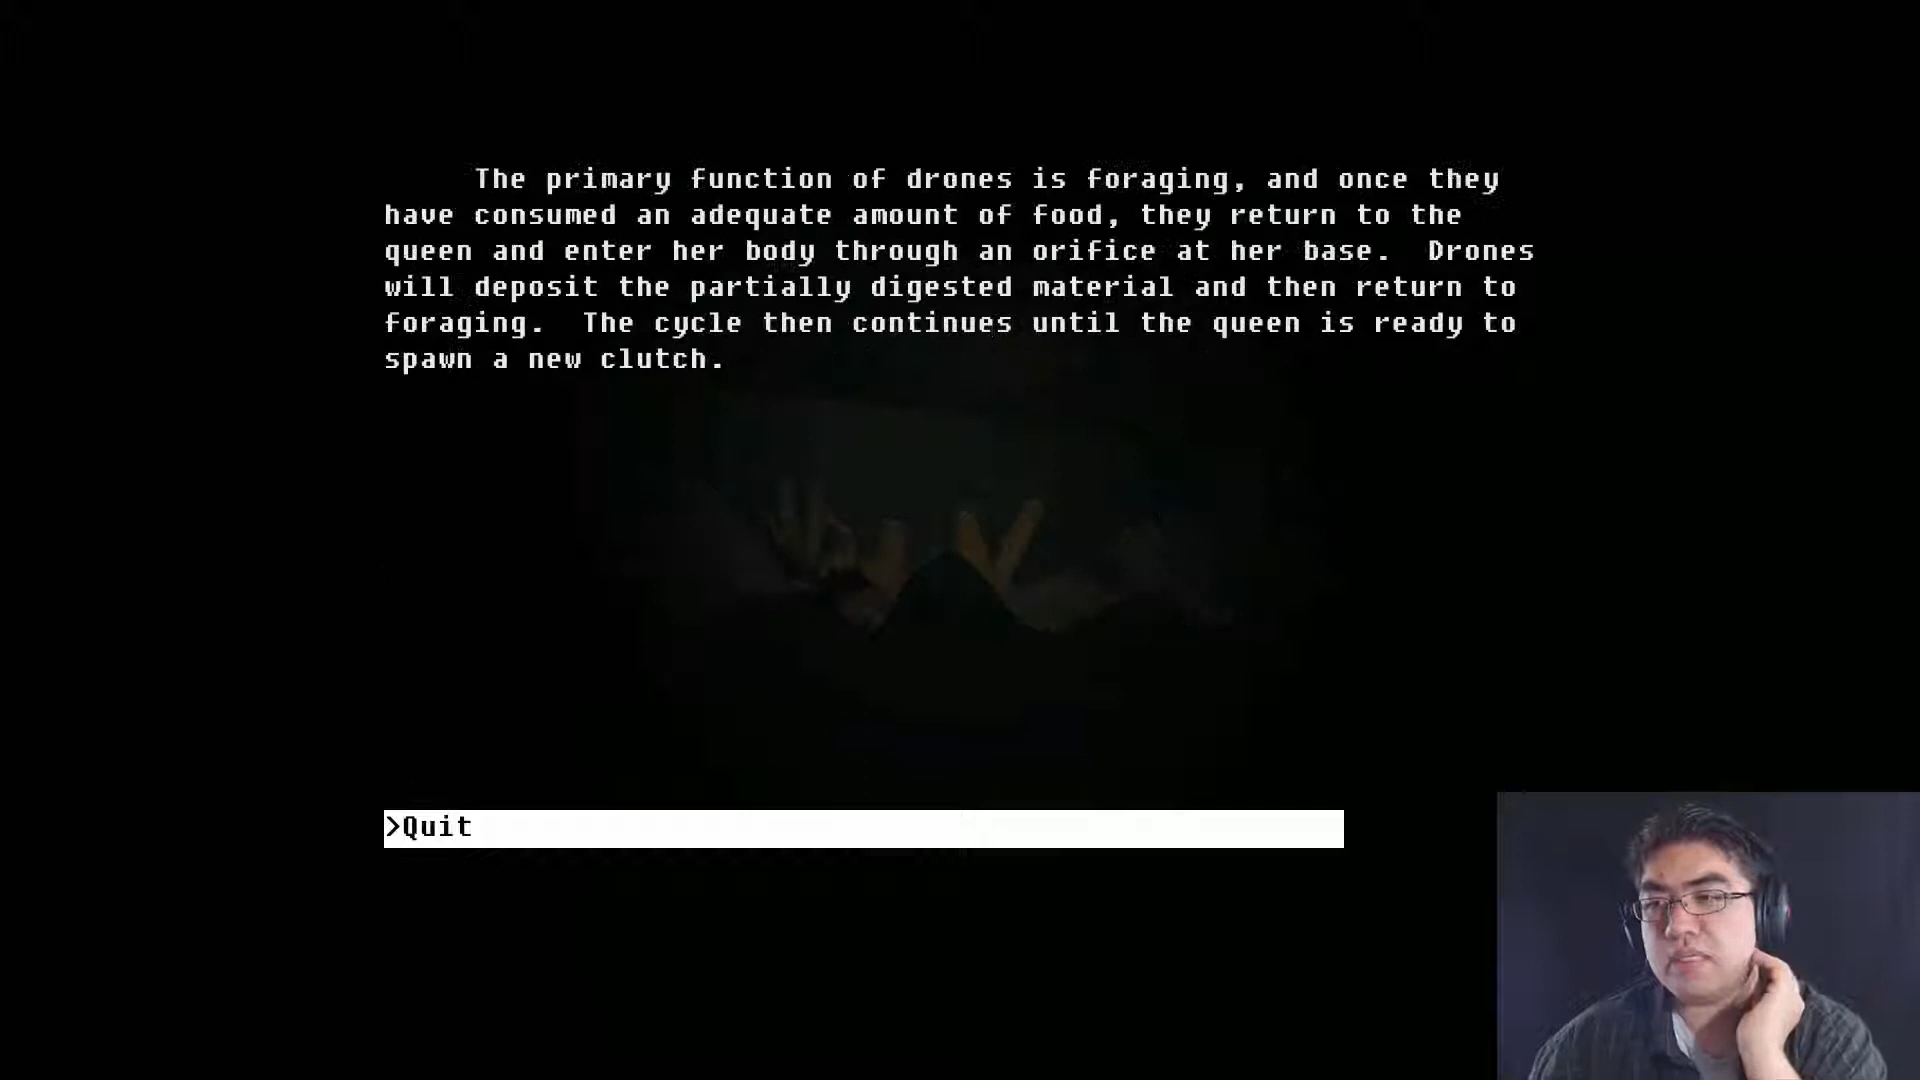 The primary function of drones is foraging, and once they
have consumed an adequate amount of food, they return to the
queen and enter her body through an orifice at her base.  Drones
will deposit the partially digested material and then return to
foraging.  The cycle then continues until the queen is ready to
spawn a new clutch.
>Quit